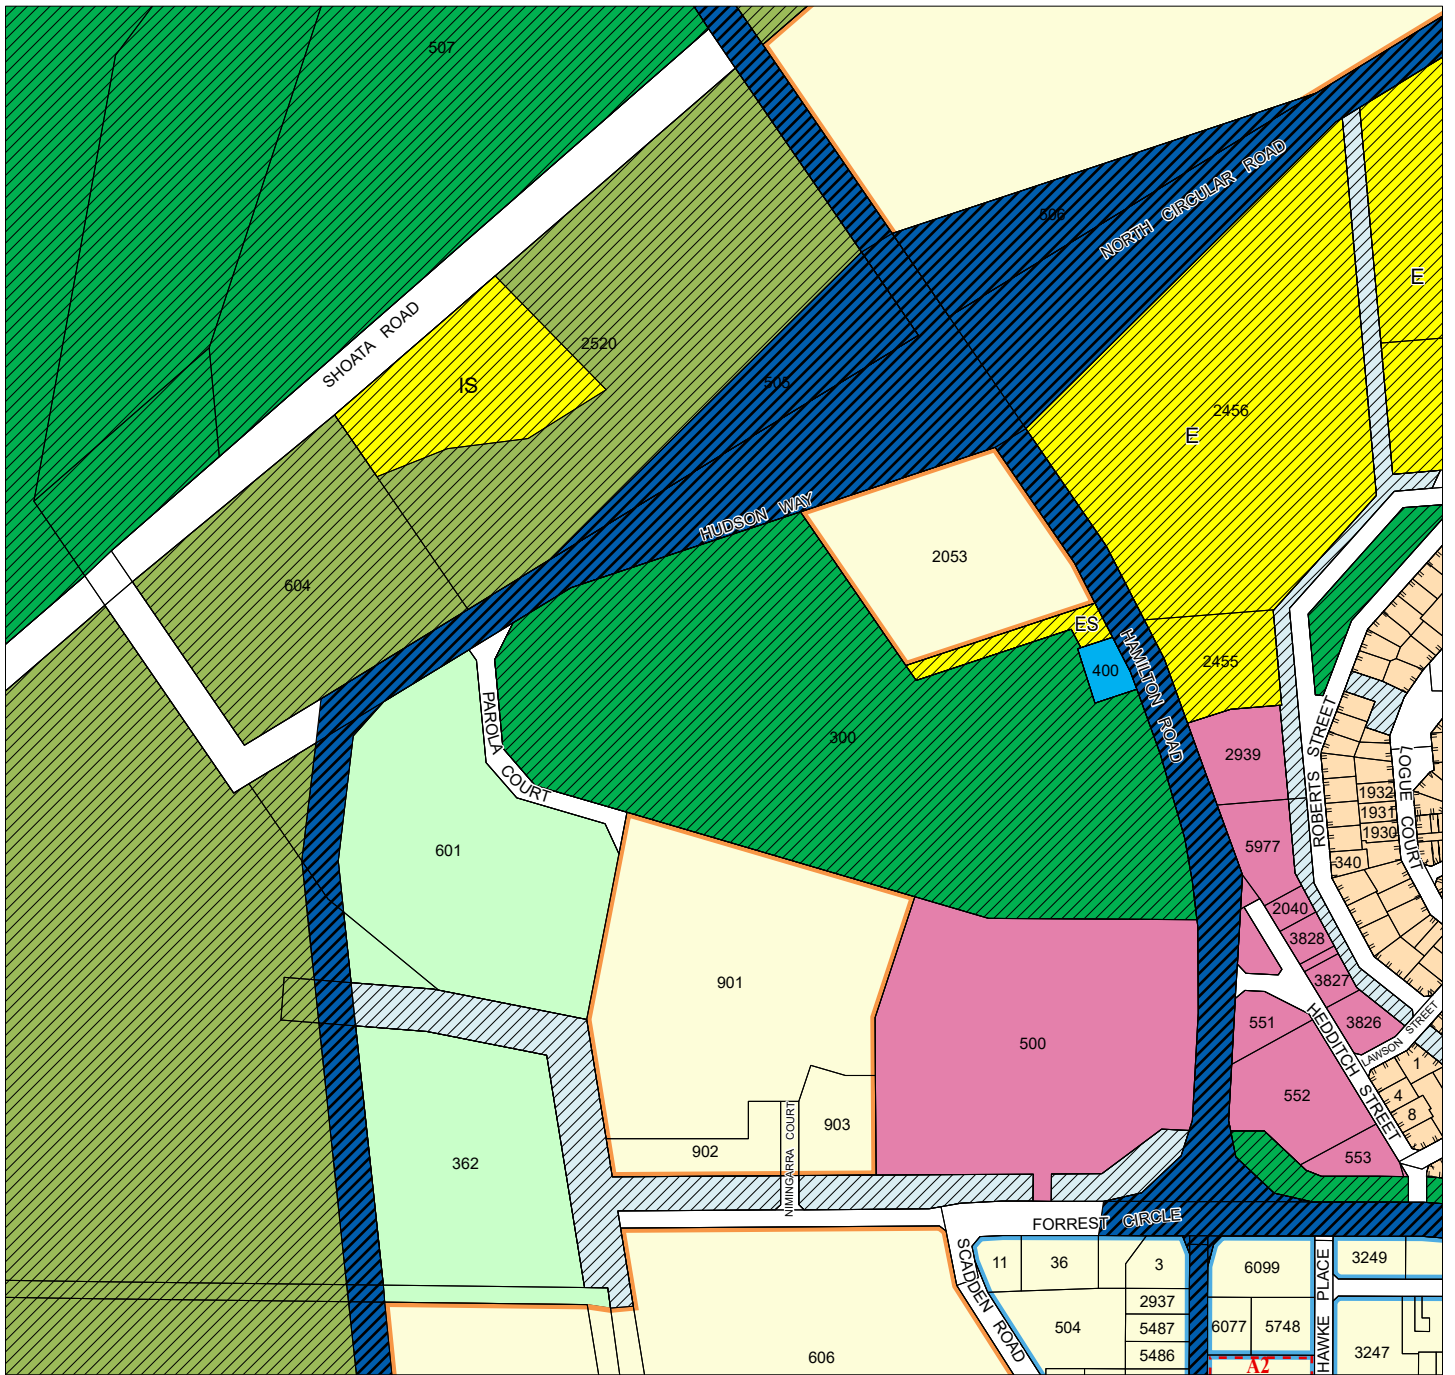 507
SHOATA ROAD
506
NORTH CIRCULAR ROAD
E
2520
IS
505
2456
E
HUDSON WAY
2053
604
ES
HAMILTON ROAD
400
2455
PAROLA COURT
300
2939
ROBERTS STREET
LOGUE COURT
1932
1931
1930
340
601
5977
2040
3828
3827
3826
901
551
500
HEDDITCH STREET
LAWSON STREET
1
4
8
552
553
903
902
NIMINGARRA COURT
362
FORREST CIRCLE
SCADDEN ROAD
11
36
3
6099
HAWKE PLACE
3249
2937
504
5487
6077
5748
5486
3247
606
A2